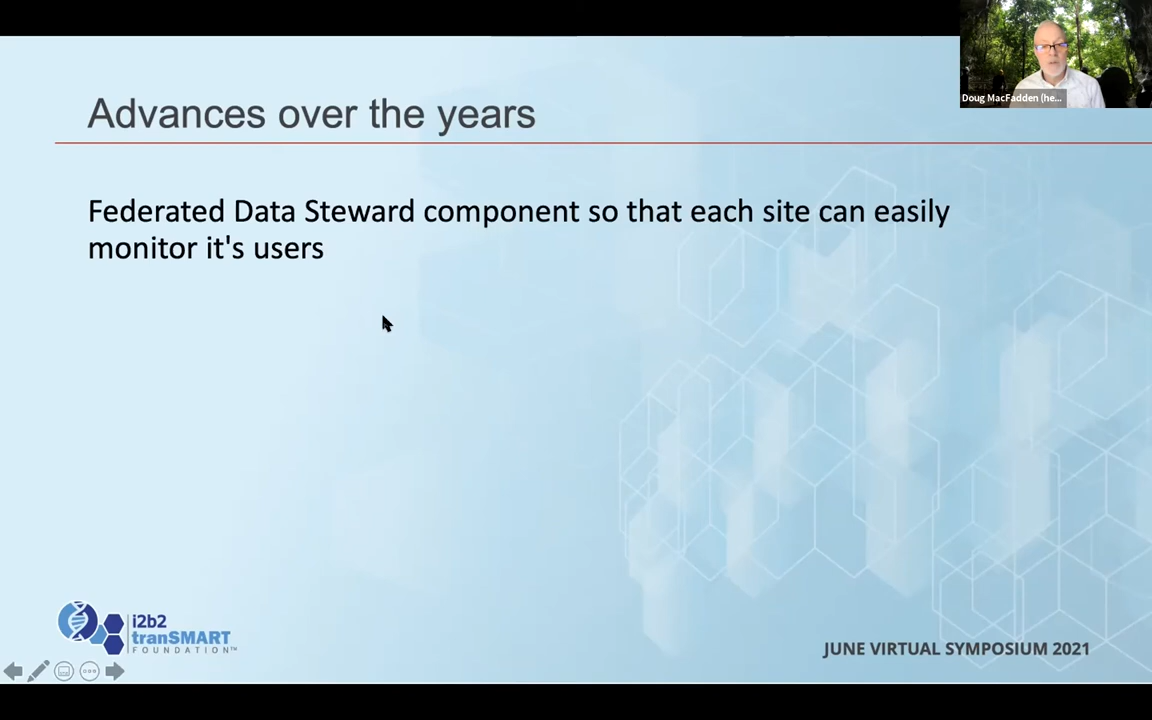 Doug MacFadden (he...
Advances over the years
Federated Data Steward component so that each site can easily
monitor it's users
i2b2
tranSMART
FOUNDATION™
JUNE VIRTUAL SYMPOSIUM 2021